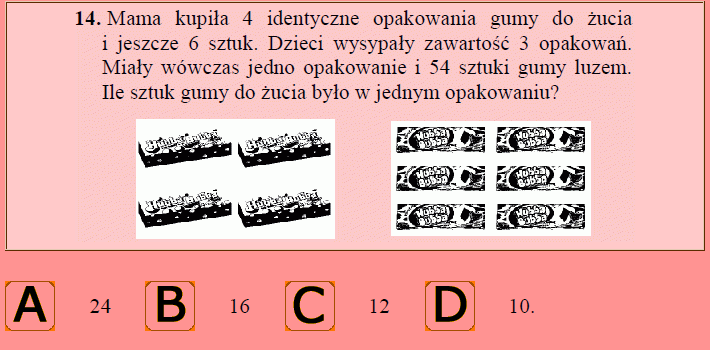 14. Mama kupiła 4 identyczne opakowania gumy do żucia
i jeszcze 6 sztuk. Dzieci wysypały zawartość 3 opakowań.
Miały wówczas jedno opakowanie i 54 sztuki gumy luzem.
Ile sztuk gumy do żucia było w jednym opakowaniu?
A 24 B 16 C 12 D 10.